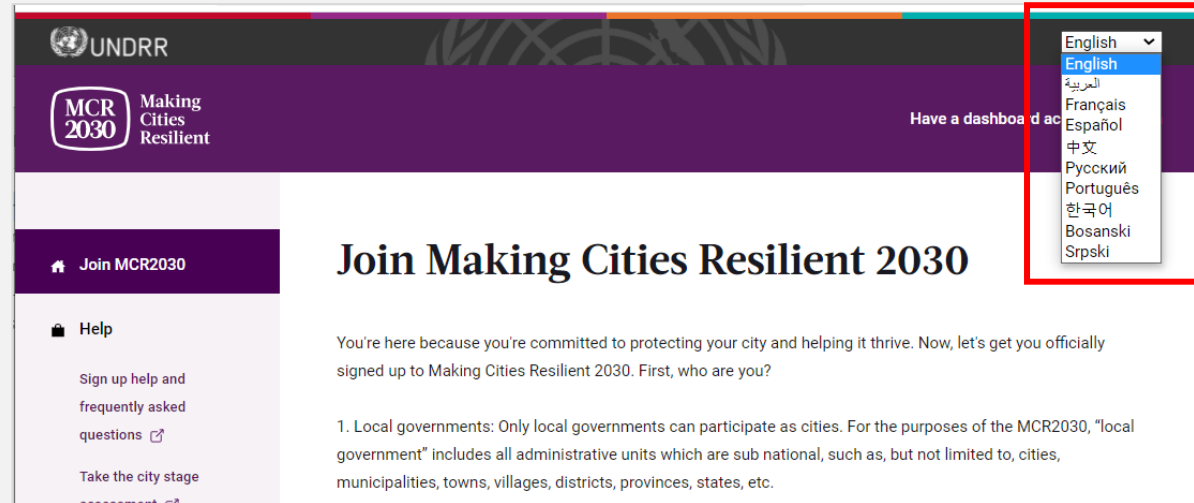 UNDRR
English
English
العربية
Français
Español
中文
Русский
Português
한국어
Bosanski
Srpski
MCR
2030
Making
Cities
Resilient
Have a dashboard ac
Join MCR2030
Help
Sign up help and
frequently asked
questions
Take the city stage
Join Making Cities Resilient 2030
You're here because you're committed to protecting your city and helping it thrive. Now, let's get you officially
signed up to Making Cities Resilient 2030. First, who are you?
1. Local governments: Only local governments can participate as cities. For the purposes of the MCR2030, “local
government” includes all administrative units which are sub national, such as, but not limited to, cities,
municipalities, towns, villages, districts, provinces, states, etc.